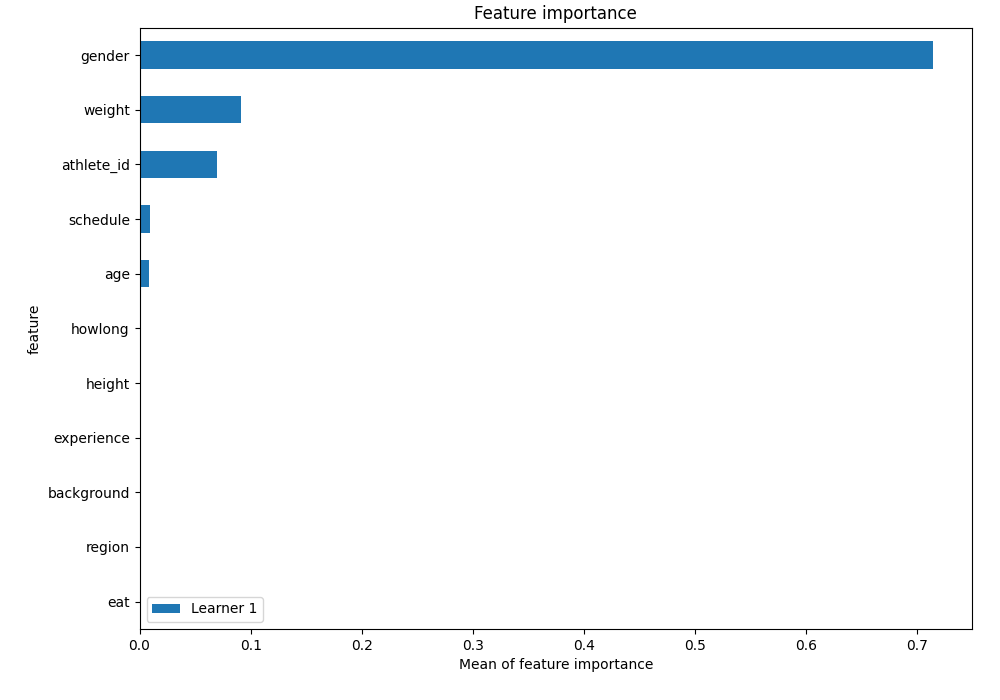 Feature importance
gender
weight
athlete_id
schedule
age
howlong
height
experience
background
region
eat
feature
Learner 1
0.0 0.1 0.2 0.3 0.4 0.5 0.6 0.7
Mean of feature importance